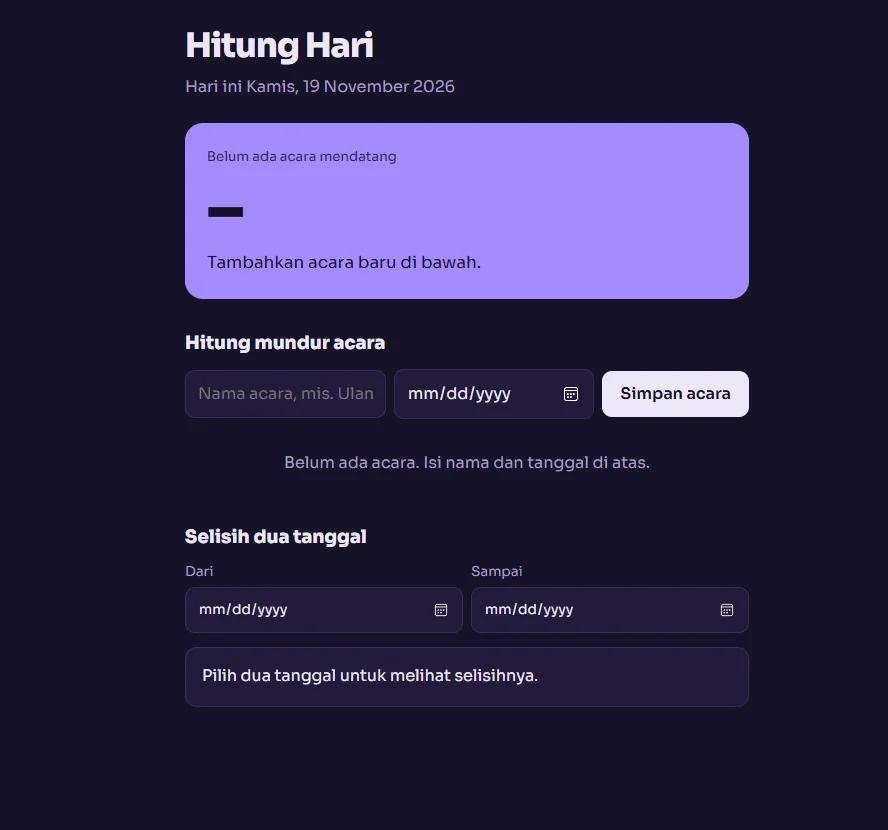 Hitung Hari
Hari ini Kamis, 19 November 2026
Belum ada acara mendatang
—
Tambahkan acara baru di bawah.
Hitung mundur acara
Nama acara, mis. Ulan
mm/dd/yyyy
Simpan acara
Belum ada acara. Isi nama dan tanggal di atas.
Selisih dua tanggal
Dari
Sampai
mm/dd/yyyy
mm/dd/yyyy
Pilih dua tanggal untuk melihat selisihnya.